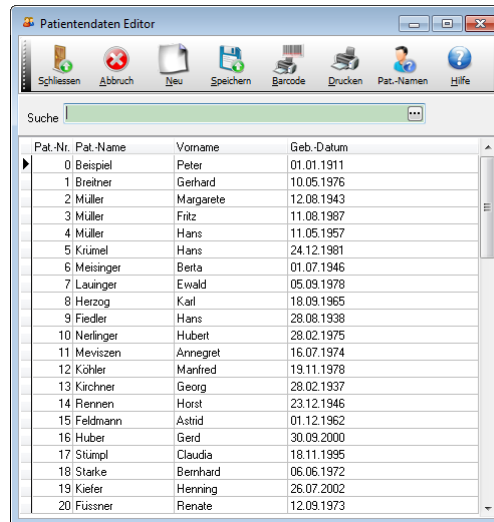 Patientendaten Editor
Schliessen Abbruch Neu Speichern Barcode Drucken Pat.-Namen Hilfe
Suche
Pat.-Nr. Pat.-Name Vorname Geb.-Datum
0 Beispiel Peter 01.01.1911
1 Breitner Gerhard 10.05.1976
2 Müller Margarete 12.08.1943
3 Müller Fritz 11.08.1987
4 Müller Hans 11.05.1957
5 Krümel Hans 24.12.1981
6 Meisinger Berta 01.07.1946
7 Lauinger Ewald 05.09.1978
8 Herzog Karl 18.09.1965
9 Fiedler Hans 28.08.1938
10 Nerlinger Hubert 28.02.1975
11 Meviszen Annegret 16.07.1974
12 Köhler Manfred 19.11.1978
13 Kirchner Georg 28.02.1937
14 Rennen Horst 23.12.1946
15 Feldmann Astrid 01.12.1962
16 Huber Gerd 30.09.2000
17 Stümpl Claudia 18.11.1995
18 Starke Bernhard 06.06.1972
19 Kiefer Henning 26.07.2002
20 Füssner Renate 12.09.1973